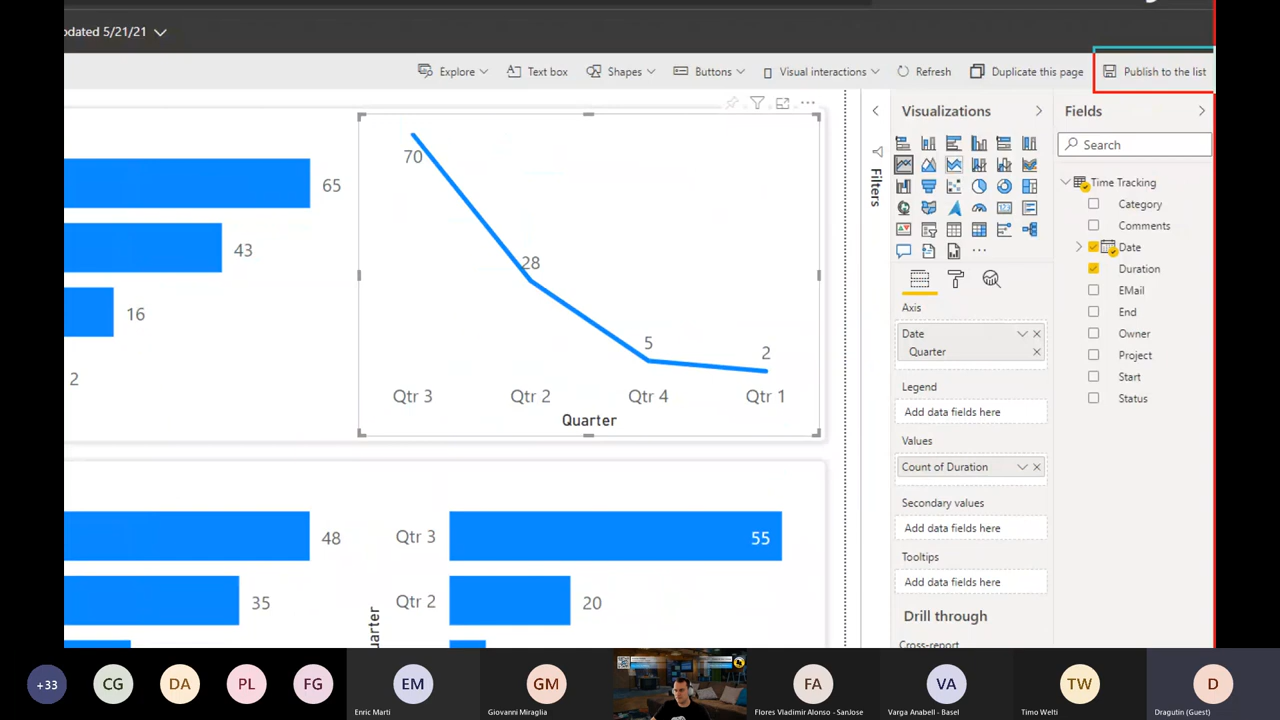 pdated 5/21/21
Explore
Text box
Shapes
Buttons
Visual interactions
Refresh
Duplicate this page
Publish to the list
Visualizations
Fields
Search
Filters
65
43
16
2
70
28
5
2
Qtr 3
Qtr 2
Qtr 4
Qtr 1
Quarter
Time Tracking
Category
Comments
Date
Duration
EMail
End
Owner
Project
Start
Status
Axis
Date
Quarter
Legend
Add data fields here
Values
Count of Duration
Secondary values
Add data fields here
Tooltips
Add data fields here
Drill through
Cross-report
48
35
Qtr 3
55
Qtr 2
20
uarter
+33
CG
DA
PL
FG
EM
Enric Marti
GM
Giovanni Miraglia
FA
Flores Vladimir Alonso - SanJose
VA
Varga Anabell - Basel
TW
Timo Welti
D
Dragutin (Guest)